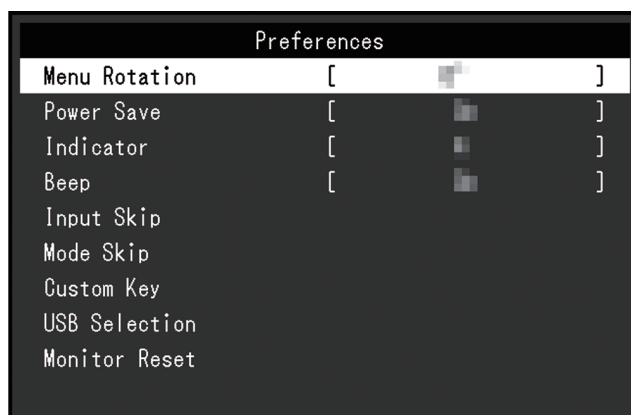 Preferences
Menu Rotation [ ]
Power Save [ ]
Indicator [ ]
Beep [ ]
Input Skip
Mode Skip
Custom Key
USB Selection
Monitor Reset